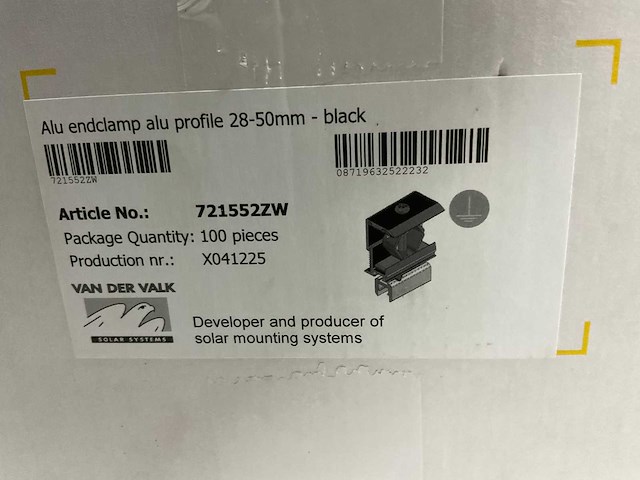 Alu endclamp alu profile 28-50mm - black
721552ZW
08719632522232
Article No.: 721552ZW
Package Quantity: 100 pieces
Production nr.: X041225
VAN DER VALK
SOLAR SYSTEMS
Developer and producer of
solar mounting systems